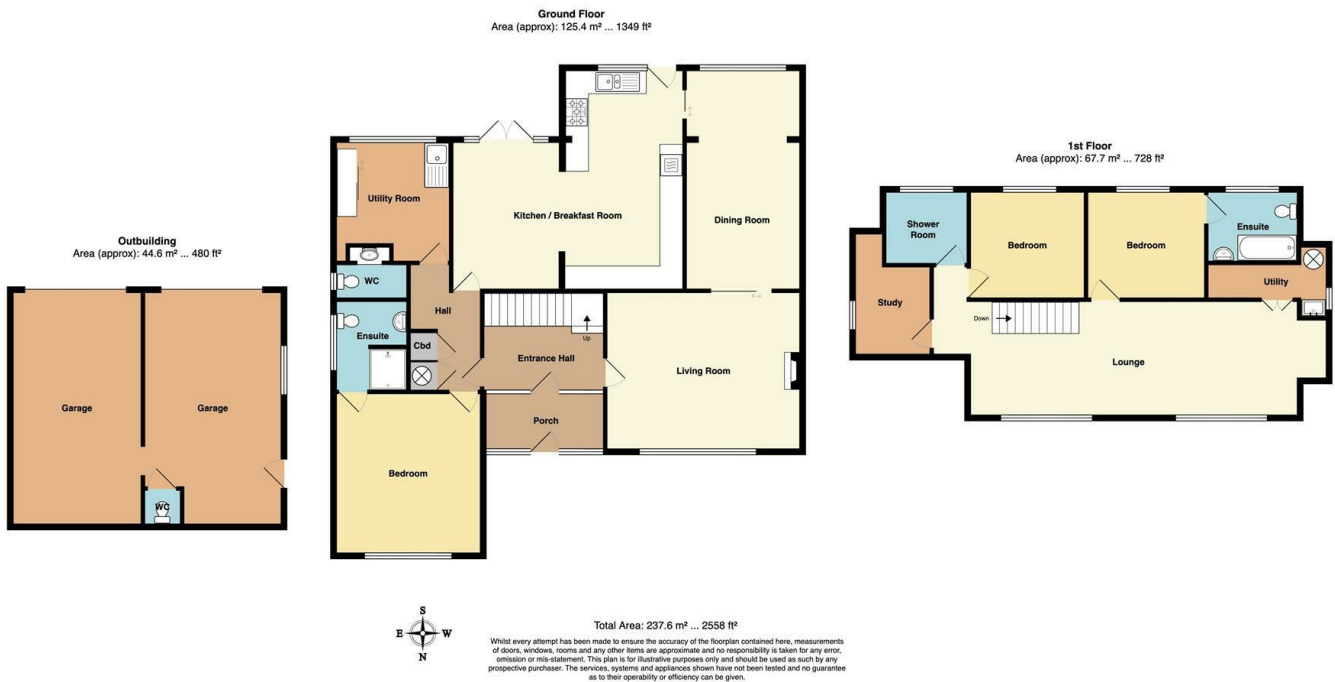 Ground Floor
Area (approx): 125.4 m² ... 1349 ft²
1st Floor
Area (approx): 67.7 m² ... 728 ft²
Outbuilding
Area (approx): 44.6 m² ... 480 ft²
Garage
Garage
WC
Utility Room
Kitchen / Breakfast Room
Dining Room
WC
Hall
Ensuite
Cbd
Up
Entrance Hall
Living Room
Porch
Bedroom
Shower
Room
Bedroom
Bedroom
Ensuite
Study
Utility
Down
Lounge
S
E W
N
Total Area: 237.6 m² ... 2558 ft²
Whilst every attempt has been made to ensure the accuracy of the floorplan contained here, measurements
of doors, windows, rooms and any other items are approximate and no responsibility is taken for any error,
omission or mis-statement. This plan is for illustrative purposes only and should be used as such by any
prospective purchaser. The services, systems and appliances shown have not been tested and no guarantee
as to their operability or efficiency can be given.